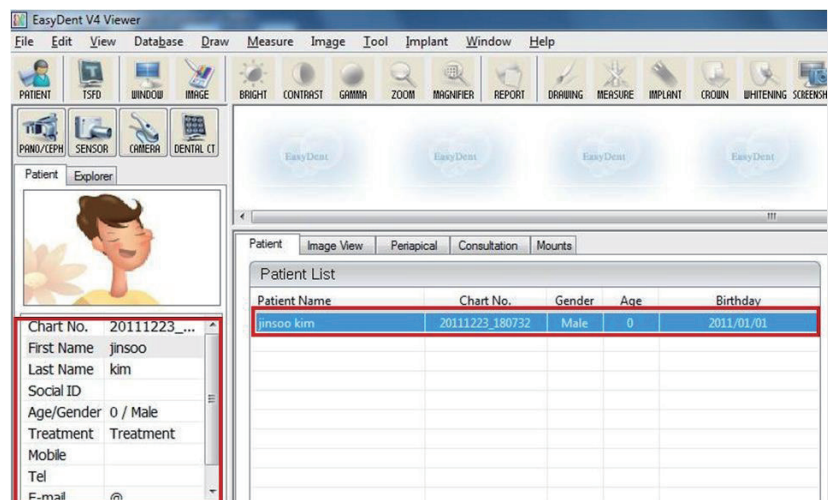 EasyDent V4 Viewer
File Edit View Database Draw Measure Image Tool Implant Window Help
PATIENT TSFD WINDOW IMAGE BRIGHT CONTRAST GAMMA ZOOM MAGNIFIER REPORT DRAWING MEASURE IMPLANT CROWN WHITENING SCREENSH
PANO/CEPH SENSOR CAMERA DENTAL CT
EasyDent EasyDent EasyDent EasyDent
Patient Explorer
Patient Image View Periapical Consultation Mounts
Patient List
Patient Name Chart No. Gender Age Birthday
jinsoo kim 20111223_180732 Male 0 2011/01/01
Chart No. 20111223_...
First Name jinsoo
Last Name kim
Social ID
Age/Gender 0 / Male
Treatment Treatment
Mobile
Tel
E-mail @